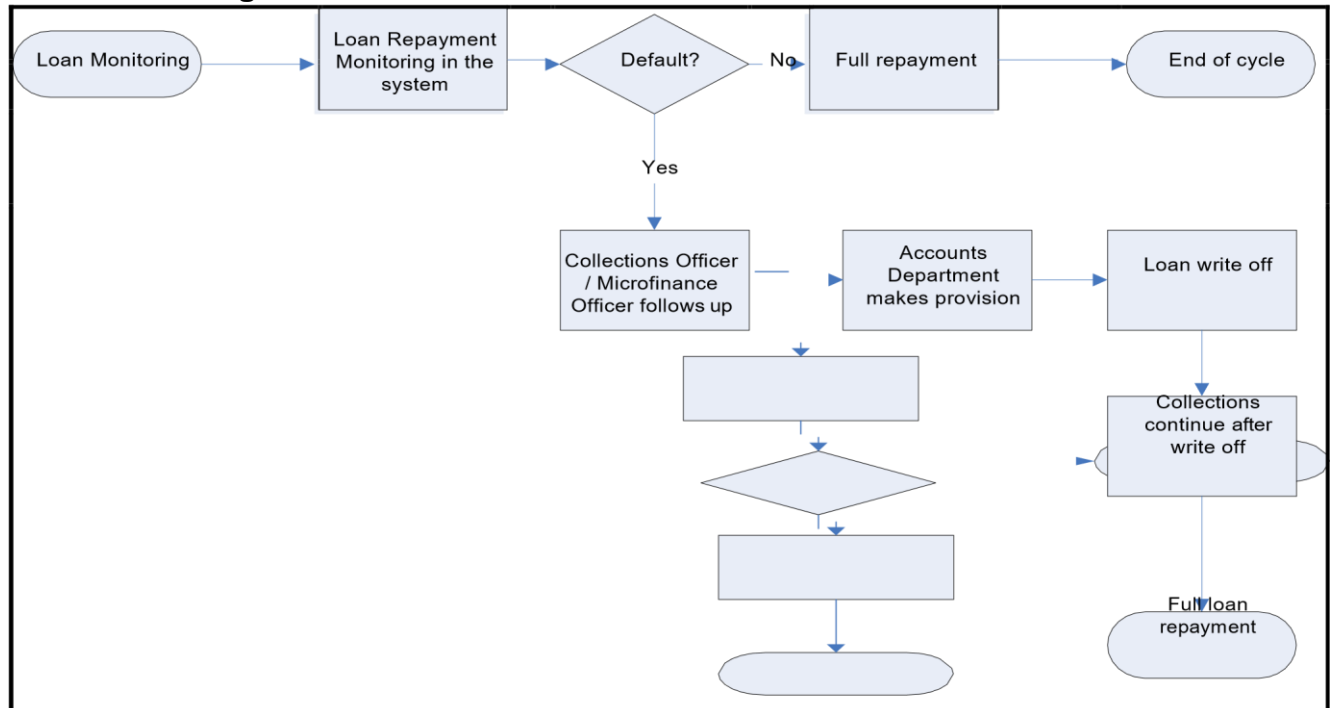 Loan Monitoring
Loan Repayment
Monitoring in the
system
Default?
No
Full repayment
End of cycle
Yes
Collections Officer
/ Microfinance
Officer follows up
Accounts
Department
makes provision
Loan write off
Collections
continue after
write off
Full loan
repayment